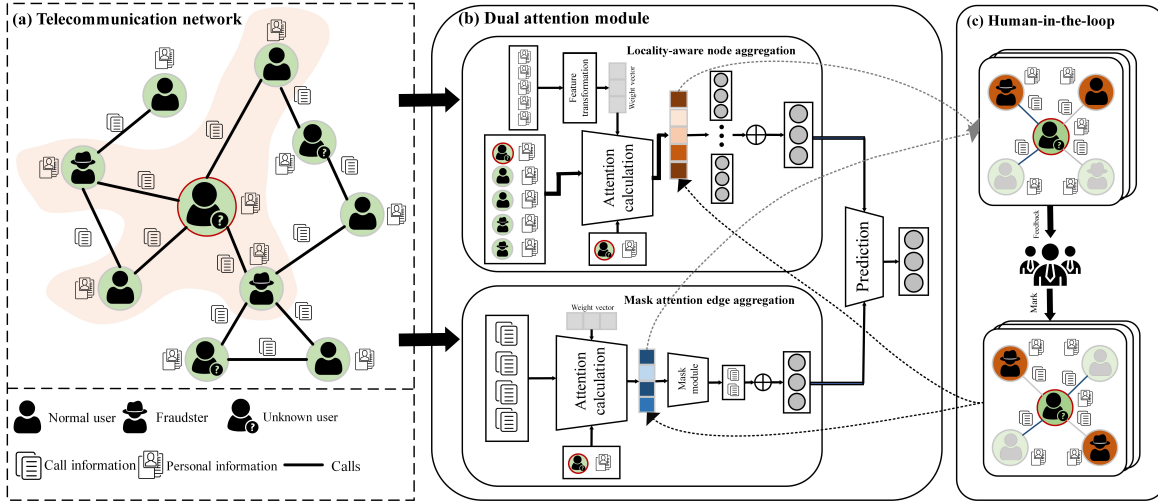 (a) Telecommunication network
?
?
?
Normal user
Fraudster
?
Unknown user
Call information
Personal information
Calls
(b) Dual attention module
Locality-aware node aggregation
Feature
transformation
Weight vector
?
Attention
calculation
?
Mask attention edge aggregation
Weight vector
Attention
calculation
Mask
module
?
Prediction
(c) Human-in-the-loop
?
Feedback
Mark
?